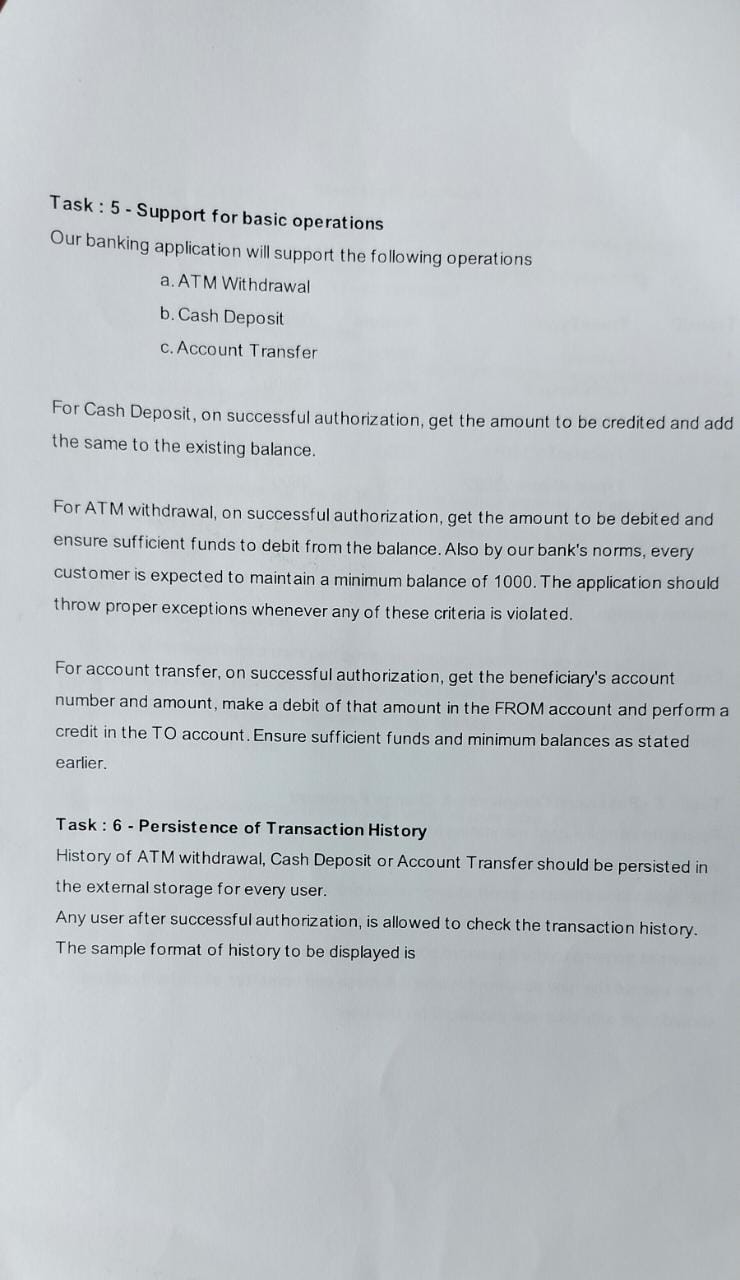 Task : 5 - Support for basic operations
Our banking application will support the following operations
a. ATM Withdrawal
b. Cash Deposit
c. Account Transfer
For Cash Deposit, on successful authorization, get the amount to be credited and add
the same to the existing balance.
For ATM withdrawal, on successful authorization, get the amount to be debited and
ensure sufficient funds to debit from the balance. Also by our bank's norms, every
customer is expected to maintain a minimum balance of 1000. The application should
throw proper exceptions whenever any of these criteria is violated.
For account transfer, on successful authorization, get the beneficiary's account
number and amount, make a debit of that amount in the FROM account and perform a
credit in the TO account. Ensure sufficient funds and minimum balances as stated
earlier.
Task : 6 - Persistence of Transaction History
History of ATM withdrawal, Cash Deposit or Account Transfer should be persisted in
the external storage for every user.
Any user after successful authorization, is allowed to check the transaction history.
The sample format of history to be displayed is